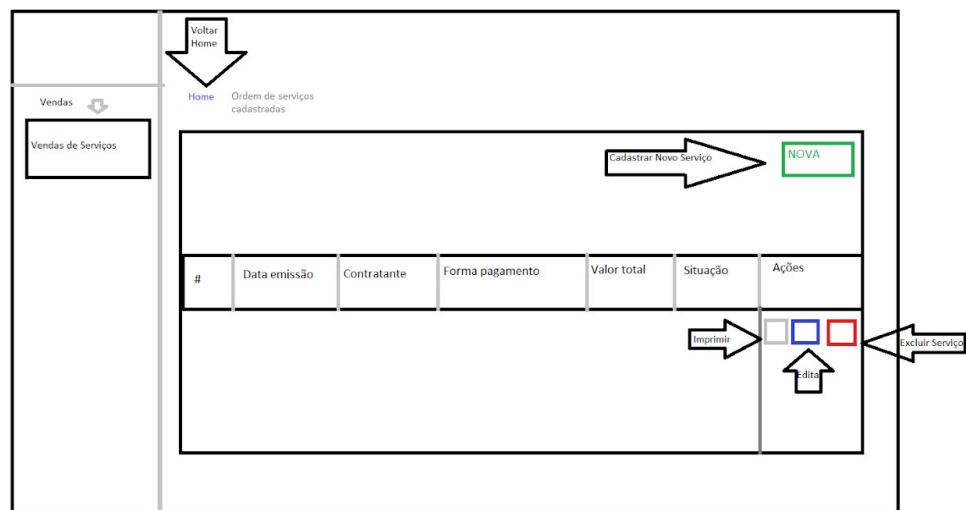 Voltar
Home
Home
Ordem de serviços
cadastradas
Vendas
Vendas de Serviços
Cadastrar Novo Serviço
NOVA
#
Data emissão
Contratante
Forma pagamento
Valor total
Situação
Ações
Imprimir
Excluir Serviço
Edita